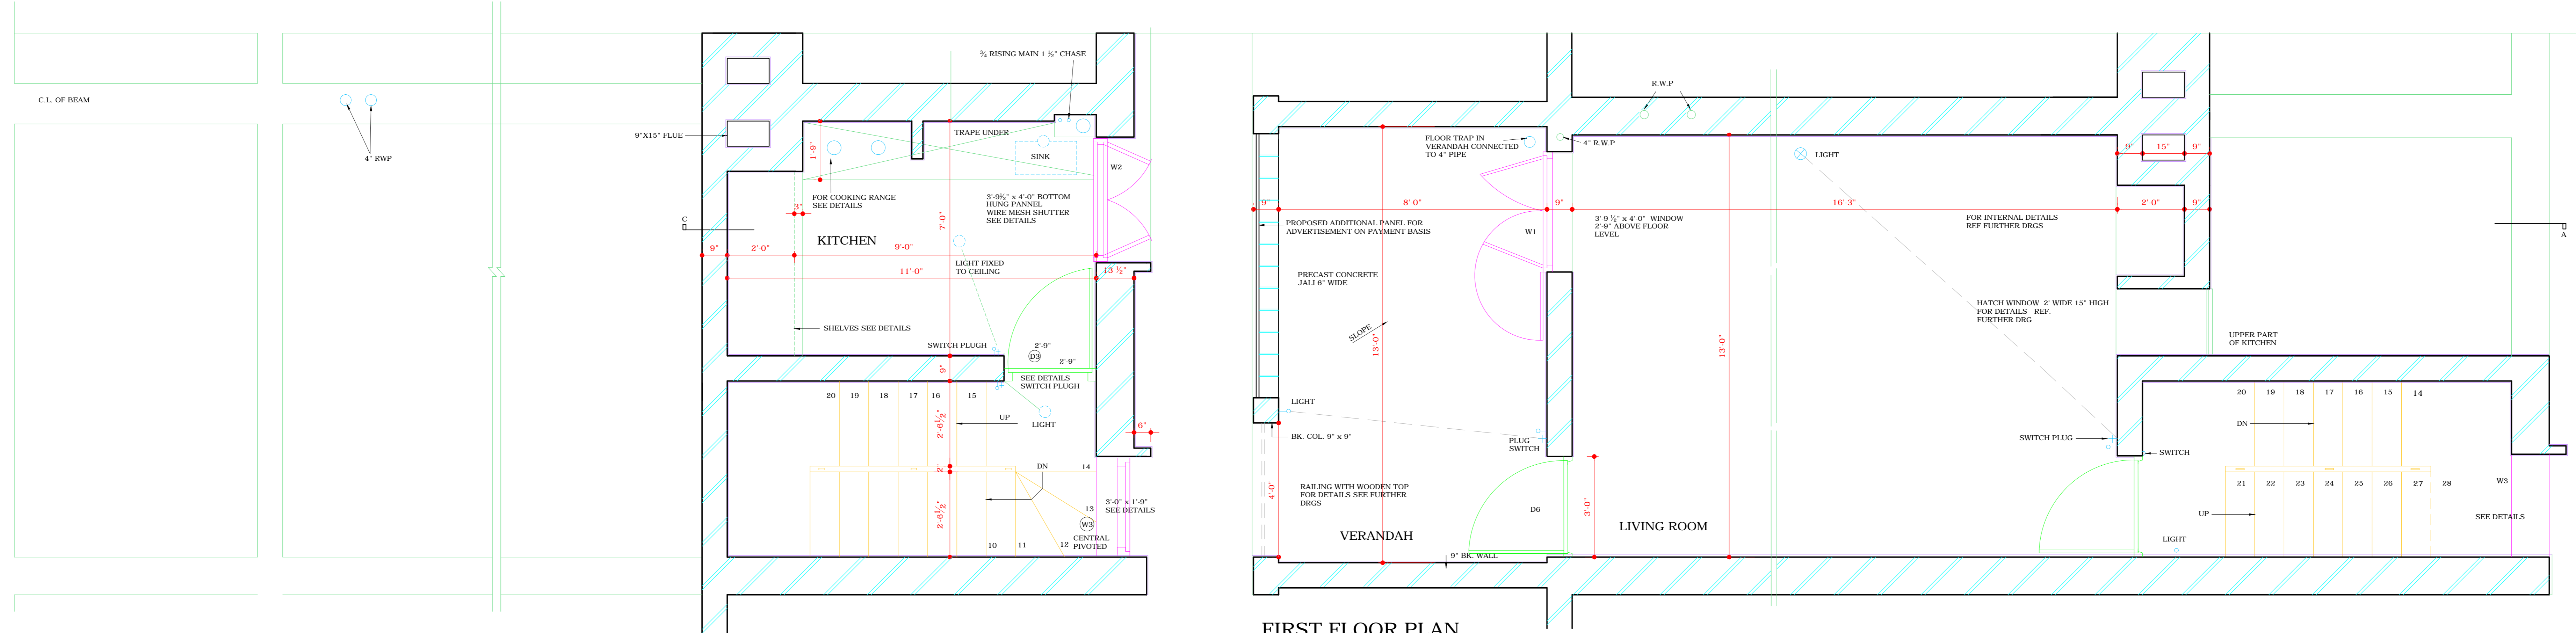 C.L. OF BEAM
4" RWP
9"X15" FLUE
C
¾ RISING MAIN 1 ½" CHASE
TRAPE UNDER
SINK
W2
1'-9"
FOR COOKING RANGE
SEE DETAILS
3'-9½" x 4'-0" BOTTOM
HUNG PANNEL
WIRE MESH SHUTTER
SEE DETAILS
3"
7'-0"
KITCHEN
9"
2'-0"
9'-0"
LIGHT FIXED
TO CEILING
11'-0"
13 ½"
SHELVES SEE DETAILS
SWITCH PLUGH
2'-9"
D3
2'-9"
9"
SEE DETAILS
SWITCH PLUGH
20 19 18 17 16 15
UP
LIGHT
2'-6½"
6"
2"
DN
14
2'-6½"
3'-0" x 1'-9"
SEE DETAILS
13
W3
CENTRAL
PIVOTED
10 11 12
FLOOR TRAP IN
VERANDAH CONNECTED
TO 4" PIPE
4" R.W.P
R.W.P
LIGHT
9"
8'-0"
9"
16'-3"
9" 15" 9"
2'-0" 9"
PROPOSED ADDITIONAL PANEL FOR
ADVERTISEMENT ON PAYMENT BASIS
W1
3'-9 ½" x 4'-0" WINDOW
2'-9" ABOVE FLOOR
LEVEL
FOR INTERNAL DETAILS
REF FURTHER DRGS
A
PRECAST CONCRETE
JALI 6" WIDE
SLOPE
13'-0"
13'-0"
HATCH WINDOW 2' WIDE 15" HIGH
FOR DETAILS REF.
FURTHER DRG
UPPER PART
OF KITCHEN
LIGHT
BK. COL. 9" x 9"
PLUG
SWITCH
SWITCH PLUG
SWITCH
20 19 18 17 16 15 14
DN
4'-0"
RAILING WITH WOODEN TOP
FOR DETAILS SEE FURTHER
DRGS
D6
3'-0"
LIVING ROOM
VERANDAH
9" BK. WALL
21 22 23 24 25 26 27 28
W3
UP
SEE DETAILS
LIGHT
FIRST FLOOR PLAN